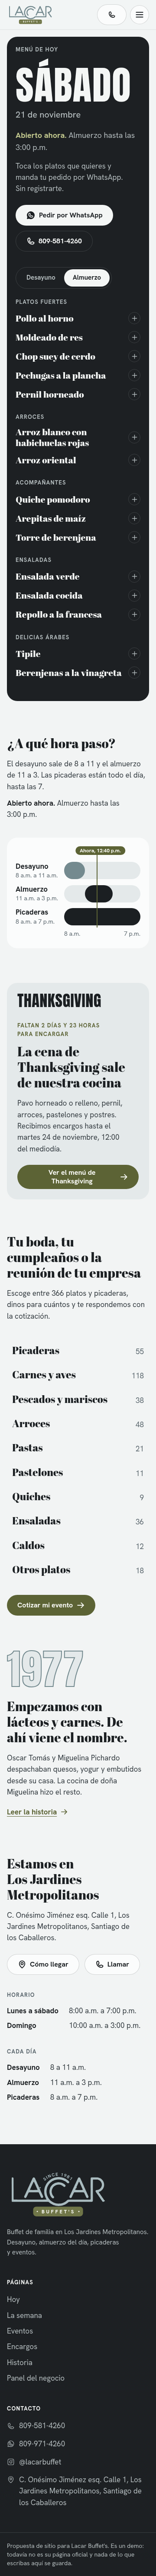 LACAR
BUFFET'S
MENÚ DE HOY
SÁBADO
21 de noviembre
Abierto ahora. Almuerzo hasta las
3:00 p.m.
Toca los platos que quieres y
manda tu pedido por WhatsApp.
Sin registrarte.
Pedir por WhatsApp
809-581-4260
Desayuno Almuerzo
PLATOS FUERTES
Pollo al horno
Moldeado de res
Chop suey de cerdo
Pechugas a la plancha
Pernil horneado
ARROCES
Arroz blanco con
habichuelas rojas
Arroz oriental
ACOMPAÑANTES
Quiche pomodoro
Arepitas de maíz
Torre de berenjena
ENSALADAS
Ensalada verde
Ensalada cocida
Repollo a la francesa
DELICIAS ÁRABES
Tipile
Berenjenas a la vinagreta
¿A qué hora paso?
El desayuno sale de 8 a 11 y el almuerzo
de 11 a 3. Las picaderas están todo el día,
hasta las 7.
Abierto ahora. Almuerzo hasta las
3:00 p.m.
Ahora, 12:40 p.m.
Desayuno
8 a.m. a 11 a.m.
Almuerzo
11 a.m. a 3 p.m.
Picaderas
8 a.m. a 7 p.m.
8 a.m. 7 p.m.
THANKSGIVING
FALTAN 2 DÍAS Y 23 HORAS
PARA ENCARGAR
La cena de
Thanksgiving sale
de nuestra cocina
Pavo horneado o relleno, pernil,
arroces, pastelones y postres.
Recibimos encargos hasta el
martes 24 de noviembre, 12:00
del mediodía.
Ver el menú de
Thanksgiving
Tu boda, tu
cumpleaños o la
reunión de tu empresa
Escoge entre 366 platos y picaderas,
dinos para cuántos y te respondemos con
la cotización.
Picaderas 55
Carnes y aves 118
Pescados y mariscos 38
Arroces 48
Pastas 21
Pastelones 11
Quiches 9
Ensaladas 36
Caldos 12
Otros platos 18
Cotizar mi evento
1977
Empezamos con
lácteos y carnes. De
ahí viene el nombre.
Oscar Tomás y Miguelina Pichardo
despachaban quesos, yogur y embutidos
desde su casa. La cocina de doña
Miguelina hizo el resto.
Leer la historia
Estamos en
Los Jardines
Metropolitanos
C. Onésimo Jiménez esq. Calle 1, Los
Jardines Metropolitanos, Santiago de
los Caballeros.
Cómo llegar Llamar
HORARIO
Lunes a sábado 8:00 a.m. a 7:00 p.m.
Domingo 10:00 a.m. a 3:00 p.m.
CADA DÍA
Desayuno 8 a 11 a.m.
Almuerzo 11 a.m. a 3 p.m.
Picaderas 8 a.m. a 7 p.m.
SINCE 1981
LACAR
BUFFET'S
Buffet de familia en Los Jardines Metropolitanos.
Desayuno, almuerzo del día, picaderas
y eventos.
PÁGINAS
Hoy
La semana
Eventos
Encargos
Historia
Panel del negocio
CONTACTO
809-581-4260
809-971-4260
@lacarbuffet
C. Onésimo Jiménez esq. Calle 1, Los
Jardines Metropolitanos, Santiago de
los Caballeros
Propuesta de sitio para Lacar Buffet's. Es un demo:
todavía no es su página oficial y nada de lo que
escribas aquí se guarda.